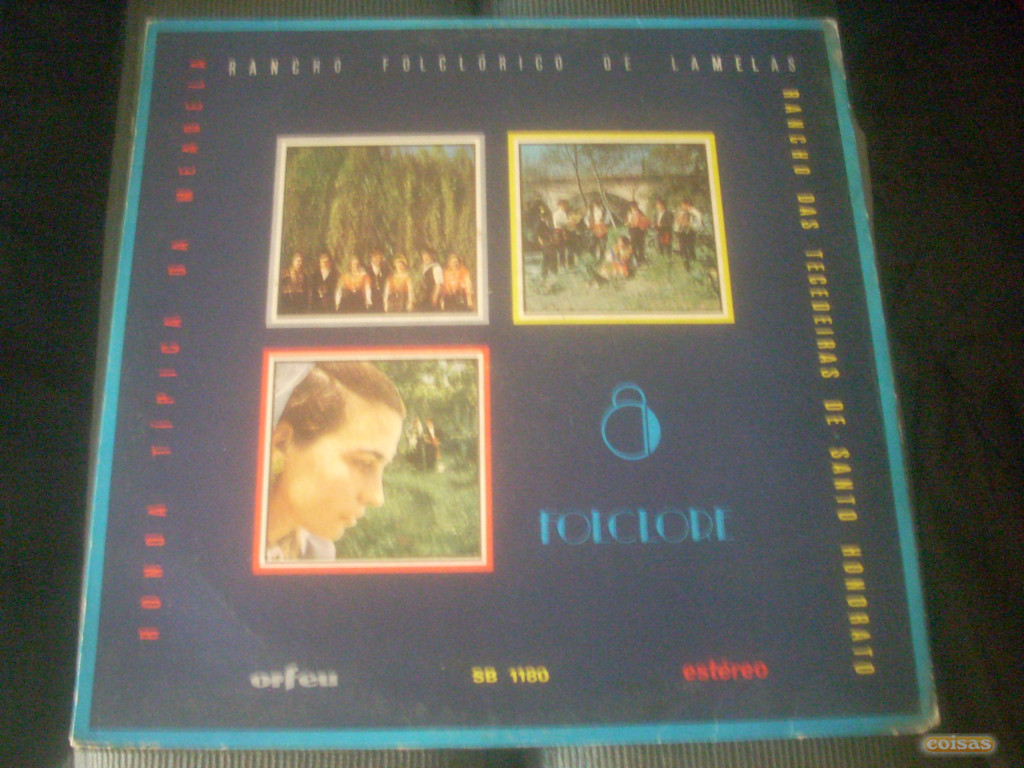 RANCHO FOLCLÓRICO DE LAMELAS
RANCHO DAS TECEDEIRAS DE SANTO HONORATO
RONDA TÍPICA DA MEADELA
FOLCLORE
orfeu
SB 1180
estéreo
coisas